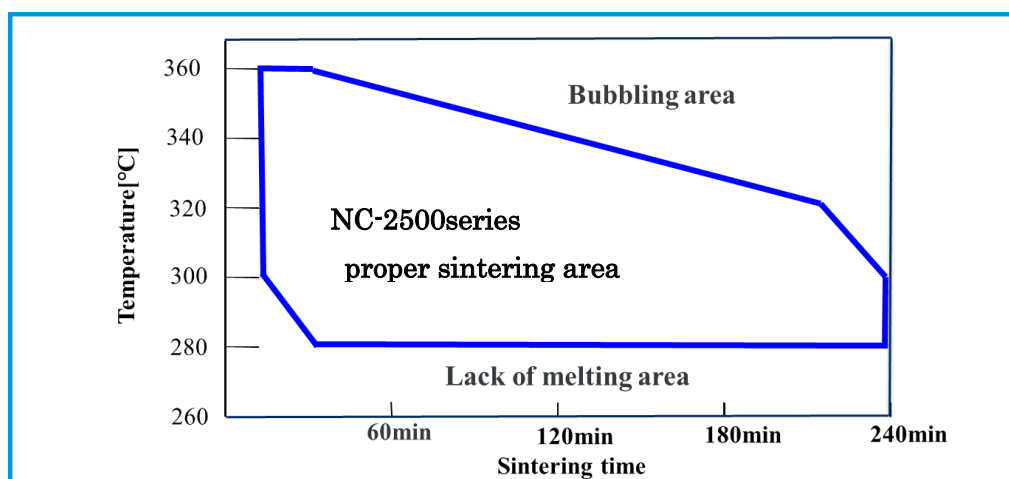 360
Bubbling area
340
320
NC-2500series
proper sintering area
300
Temperature[℃]
280
Lack of melting area
260
60min
120min
180min
240min
Sintering time